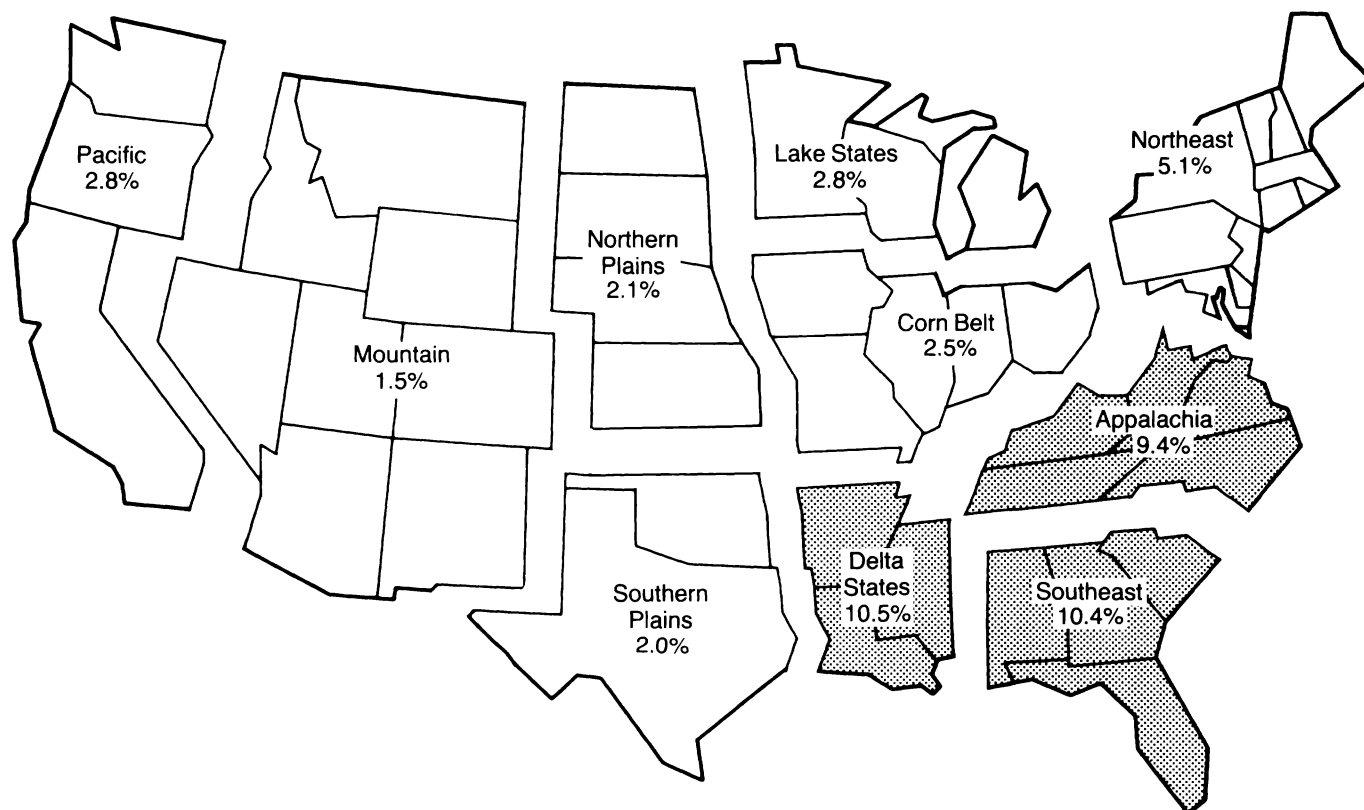 Pacific
2.8%
Mountain
1.5%
Northern
Plains
2.1%
Southern
Plains
2.0%
Lake States
2.8%
Corn Belt
2.5%
Northeast
5.1%
Appalachia
9.4%
Delta
States
10.5%
Southeast
10.4%